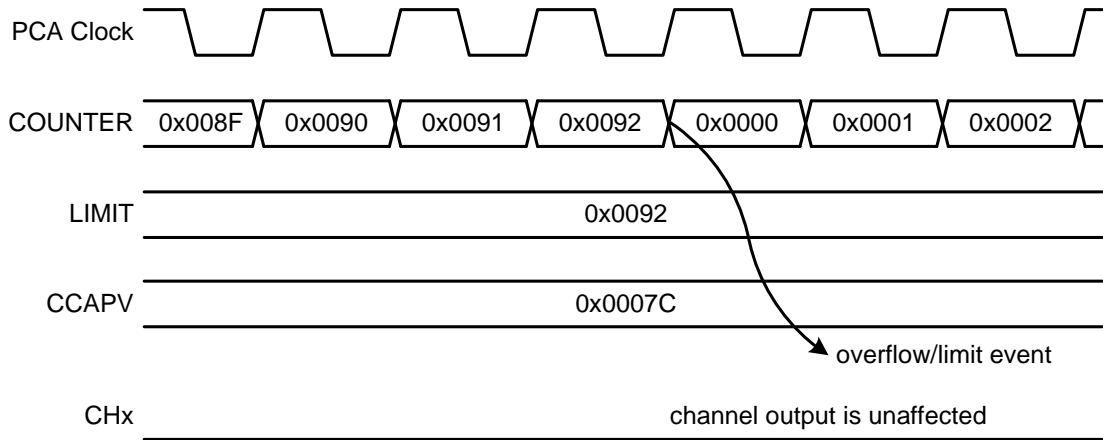 PCA Clock
COUNTER 0x008F 0x0090 0x0091 0x0092 0x0000 0x0001 0x0002
LIMIT 0x0092
CCAPV 0x0007C
overflow/limit event
CHx channel output is unaffected